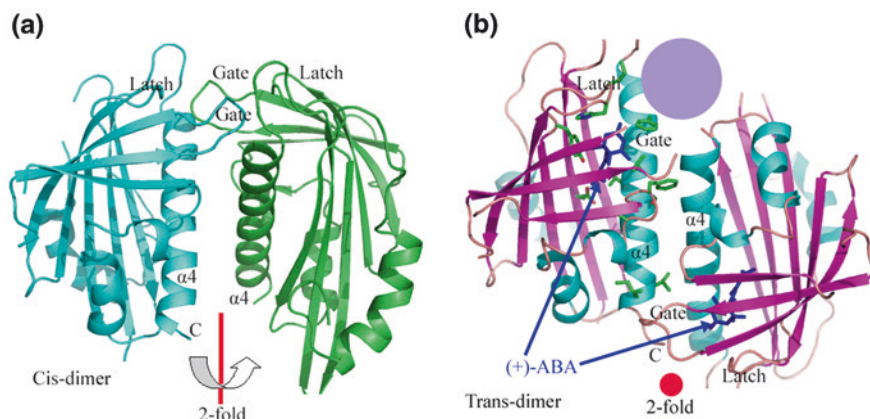 (a)
Gate
Latch
Latch
Gate
α4
α4
C
Cis-dimer
2-fold
(b)
Latch
Gate
α4
α4
Gate
(+)-ABA
C
Latch
Trans-dimer
2-fold